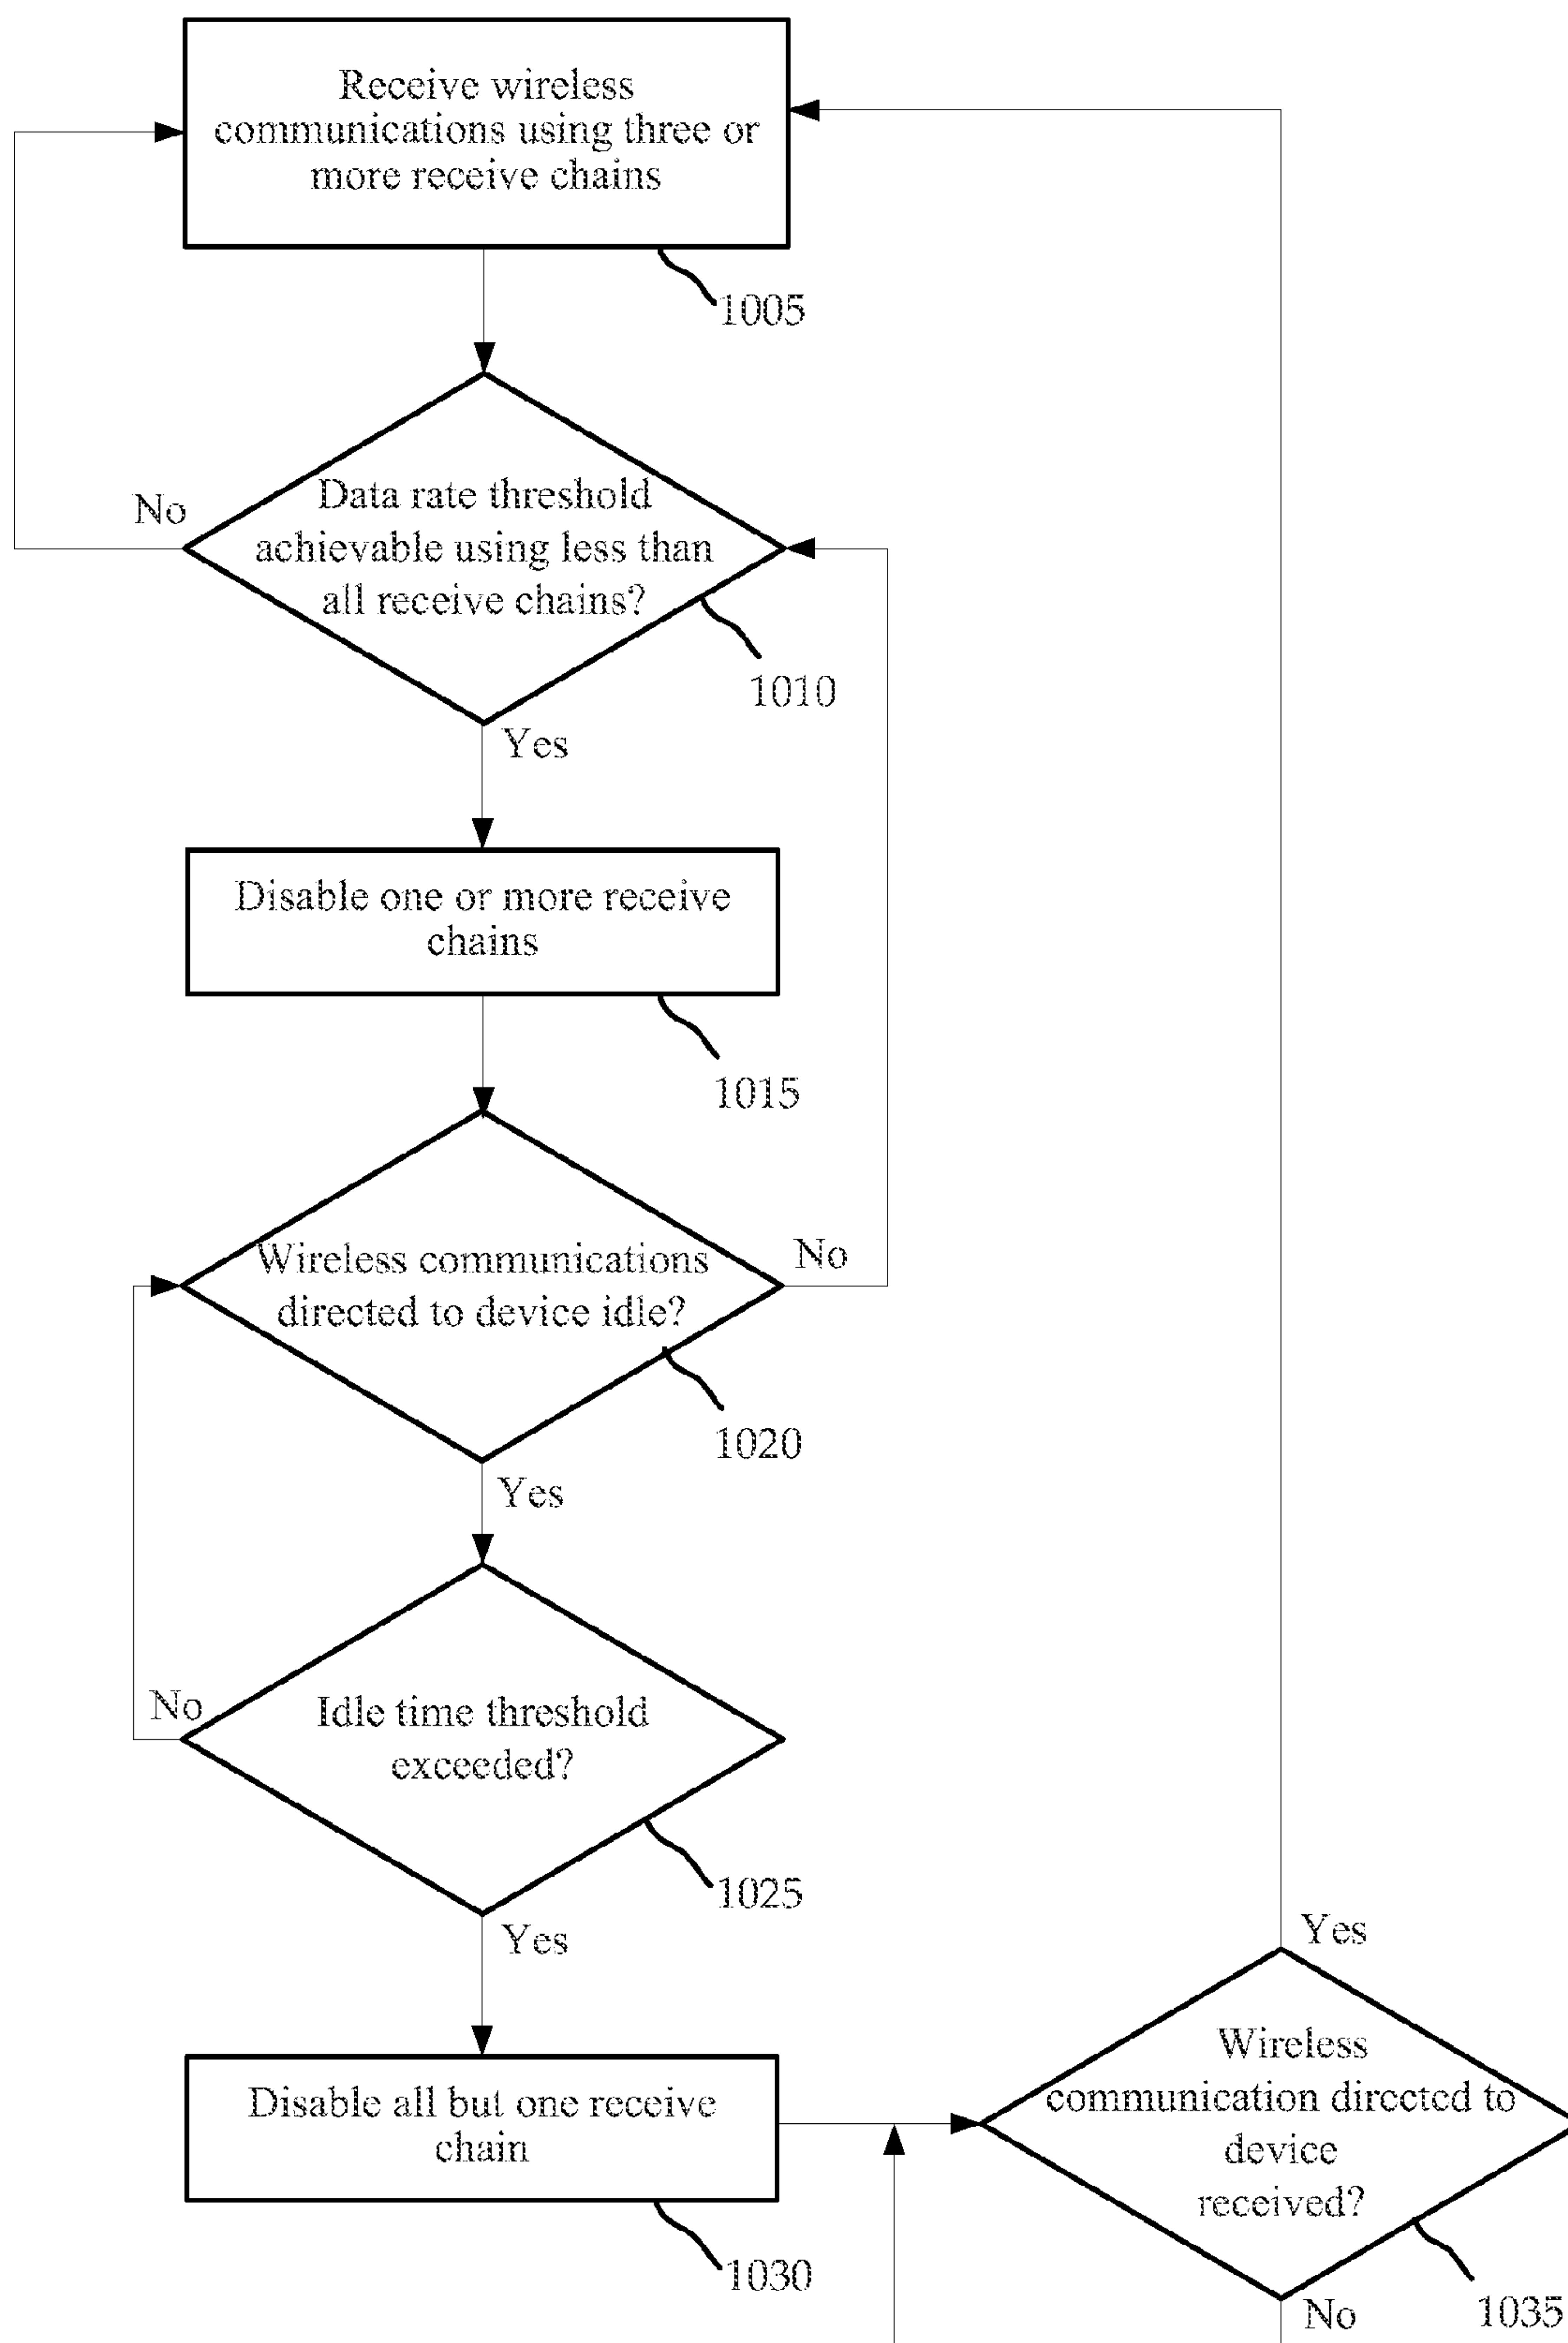 Receive wireless
communications using three or
more receive chains
1005
No
Data rate threshold
achievable using less than
all receive chains?
1010
Yes
Disable one or more receive
chains
1015
Wireless communications
directed to device idle?
No
1020
Yes
No
Idle time threshold
exceeded?
1025
Yes
Yes
Disable all but one receive
chain
1030
Wireless
communication directed to
device
received?
1035
No